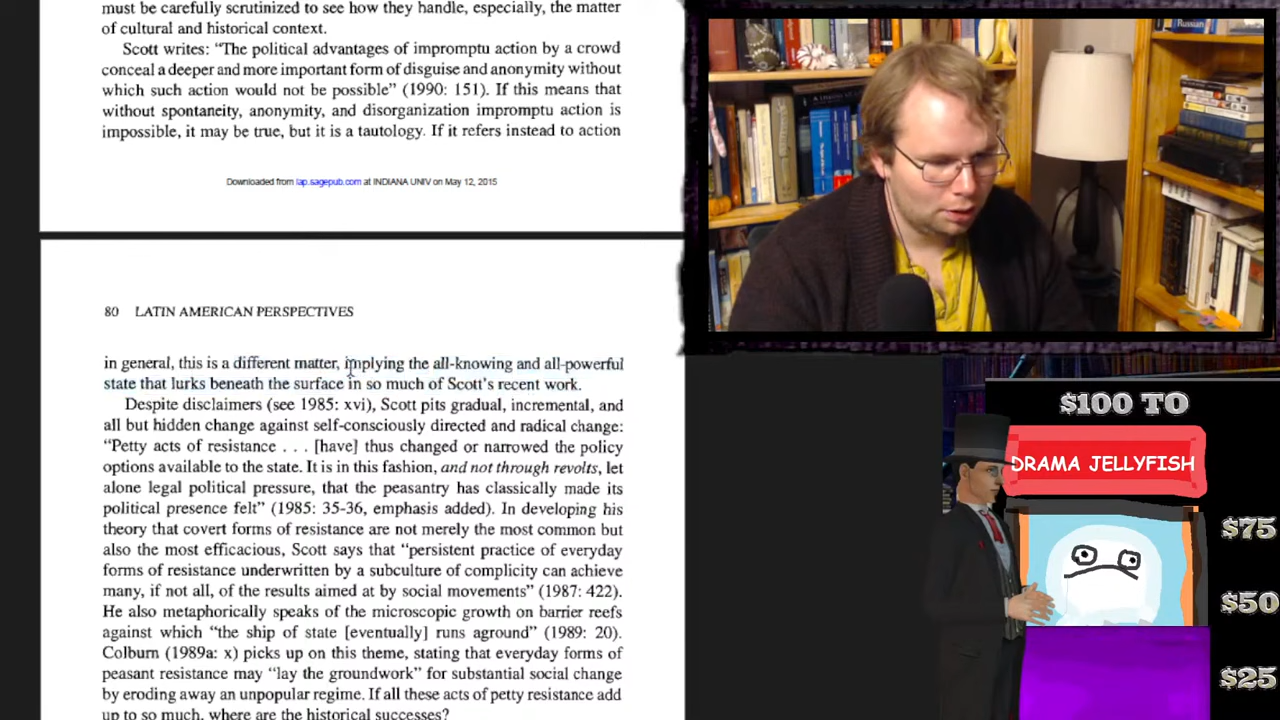 must be carefully scrutinized to see how they handle, especially, the matter
of cultural and historical context.
Scott writes: “The political advantages of impromptu action by a crowd
conceal a deeper and more important form of disguise and anonymity without
which such action would not be possible” (1990: 151). If this means that
without spontaneity, anonymity, and disorganization impromptu action is
impossible, it may be true, but it is a tautology. If it refers instead to action
Downloaded from lap.sagepub.com at INDIANA UNIV on May 12, 2015
80 LATIN AMERICAN PERSPECTIVES
in general, this is a different matter, implying the all-knowing and all-powerful
state that lurks beneath the surface in so much of Scott's recent work.
Despite disclaimers (see 1985: xvi), Scott pits gradual, incremental, and
all but hidden change against self-consciously directed and radical change:
“Petty acts of resistance . . . [have] thus changed or narrowed the policy
options available to the state. It is in this fashion, and not through revolts, let
alone legal political pressure, that the peasantry has classically made its
political presence felt” (1985: 35-36, emphasis added). In developing his
theory that covert forms of resistance are not merely the most common but
also the most efficacious, Scott says that “persistent practice of everyday
forms of resistance underwritten by a subculture of complicity can achieve
many, if not all, of the results aimed at by social movements” (1987: 422).
He also metaphorically speaks of the microscopic growth on barrier reefs
against which “the ship of state [eventually] runs aground” (1989: 20).
Colburn (1989a: x) picks up on this theme, stating that everyday forms of
peasant resistance may “lay the groundwork” for substantial social change
by eroding away an unpopular regime. If all these acts of petty resistance add
up to so much, where are the historical successes?
Russian
$100 TO
DRAMA JELLYFISH
$75
$50
$25